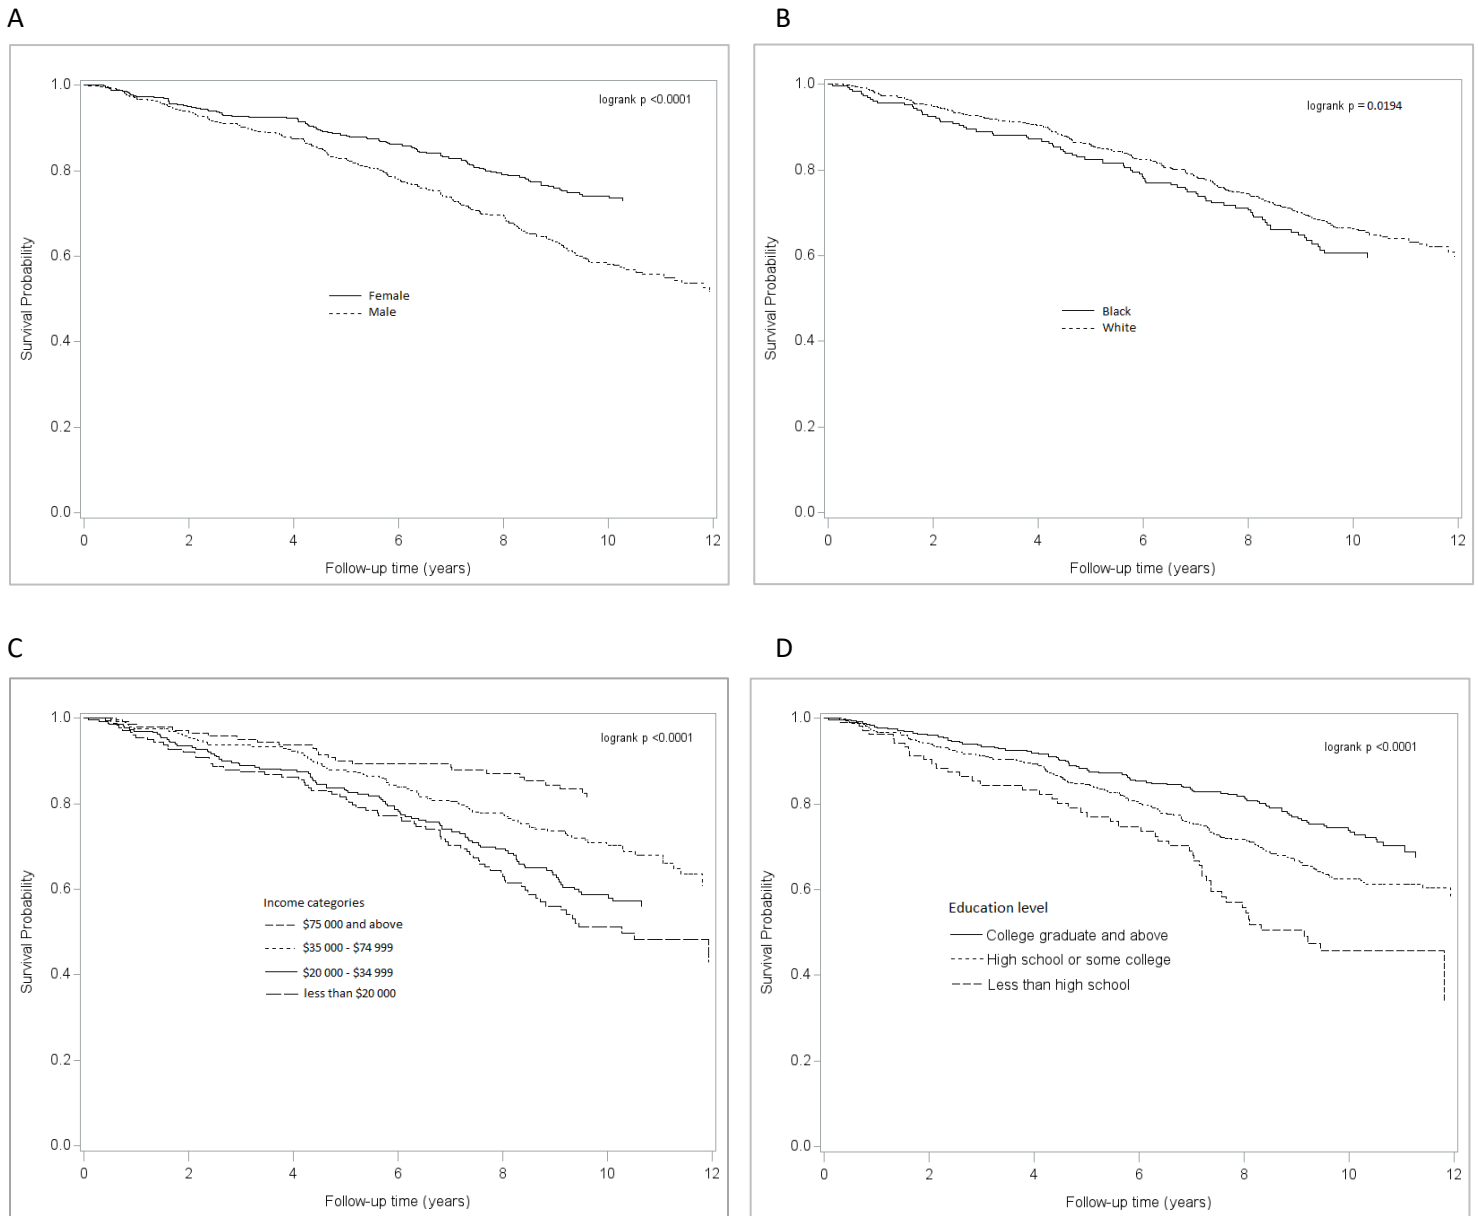 A
1.0
0.8
0.6
0.4
0.2
0.0
Survival Probability
logrank p <0.0001
Female
Male
0 2 4 6 8 10 12
Follow-up time (years)
B
1.0
0.8
0.6
0.4
0.2
0.0
Survival Probability
logrank p = 0.0194
Black
White
0 2 4 6 8 10 12
Follow-up time (years)
C
1.0
0.8
0.6
0.4
0.2
0.0
Survival Probability
logrank p <0.0001
Income categories
$75 000 and above
$35 000 - $74 999
$20 000 - $34 999
less than $20 000
0 2 4 6 8 10 12
Follow-up time (years)
D
1.0
0.8
0.6
0.4
0.2
0.0
Survival Probability
logrank p <0.0001
Education level
College graduate and above
High school or some college
Less than high school
0 2 4 6 8 10 12
Follow-up time (years)